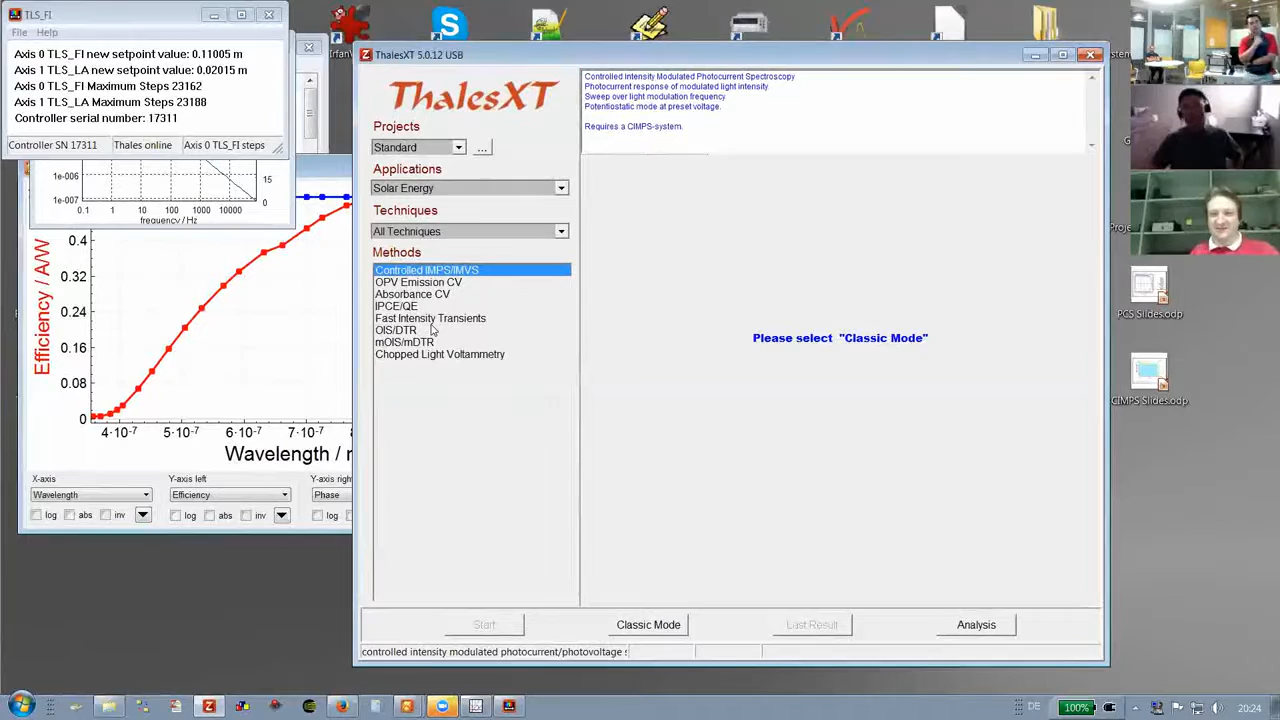 TLS_FI
File Help
Axis 0 TLS_FI new setpoint value: 0.11005 m
Axis 1 TLS_LA new setpoint value: 0.02015 m
Axis 0 TLS_FI Maximum Steps 23162
Axis 1 TLS_LA Maximum Steps 23188
Controller serial number: 17311
Controller SN 17311 Thales online Axis 0 TLS_FI steps
1e-006
1e-007
15
0
0.1 1 10 100 1000 10000
frequency / Hz
Efficiency / A/W
0.4
0.32
0.24
0.16
0.08
0
4·10⁻⁷ 5·10⁻⁷ 6·10⁻⁷ 7·10⁻⁷
Wavelength /
X-axis Y-axis left Y-axis
Wavelength Efficiency Phase
log abs inv log abs inv log
ThalesXT 5.0.12 USB
ThalesXT
Projects
Standard ...
Applications
Solar Energy
Techniques
All Techniques
Methods
Controlled IMPS/IMVS
OPV Emission CV
Absorbance CV
IPCE/QE
Fast Intensity Transients
OIS/DTR
mOIS/mDTR
Chopped Light Voltammetry
Controlled Intensity Modulated Photocurrent Spectroscopy
Photocurrent response of modulated light intensity.
Sweep over light modulation frequency
Potentiostatic mode at preset voltage.
Requires a CIMPS-system.
Please select "Classic Mode"
Start Classic Mode Last Result Analysis
controlled intensity modulated photocurrent/photovoltage
PCS Slides.odp
CIMPS Slides.odp
100% DE 20:24